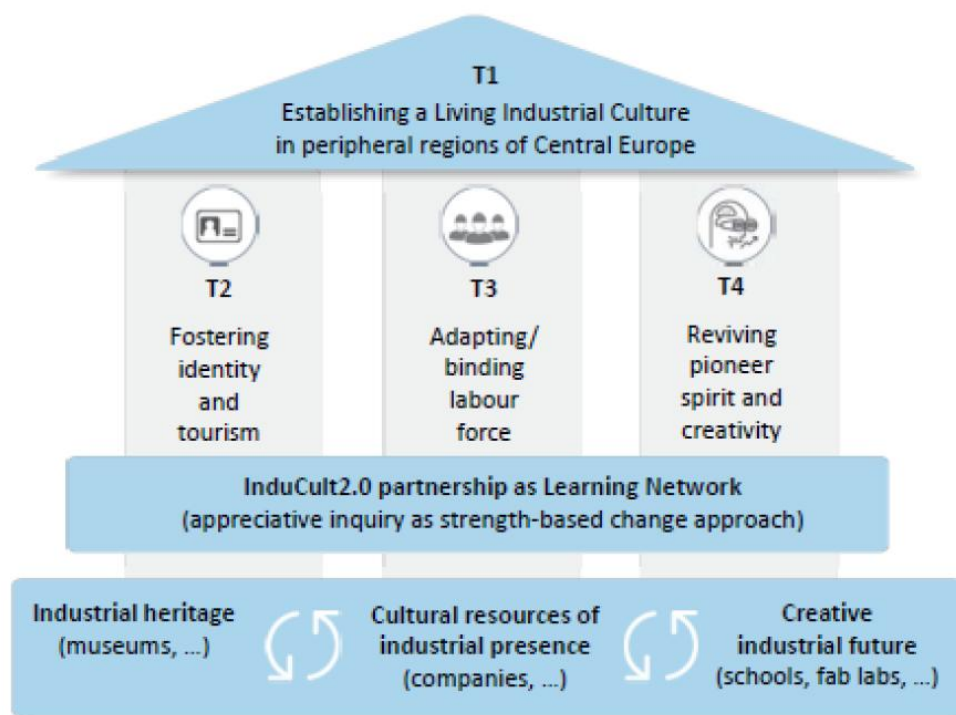 T1
Establishing a Living Industrial Culture
in peripheral regions of Central Europe
T2
Fostering
identity
and
tourism
T3
Adapting/
binding
labour
force
T4
Reviving
pioneer
spirit and
creativity
InduCult2.0 partnership as Learning Network
(appreciative inquiry as strength-based change approach)
Industrial heritage
(museums, ...)
Cultural resources of
industrial presence
(companies, ...)
Creative
industrial future
(schools, fab labs, ...)